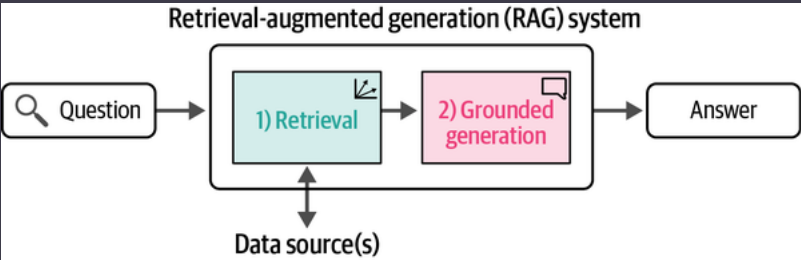 Retrieval-augmented generation (RAG) system
Question
1) Retrieval
2) Grounded
generation
Answer
Data source(s)